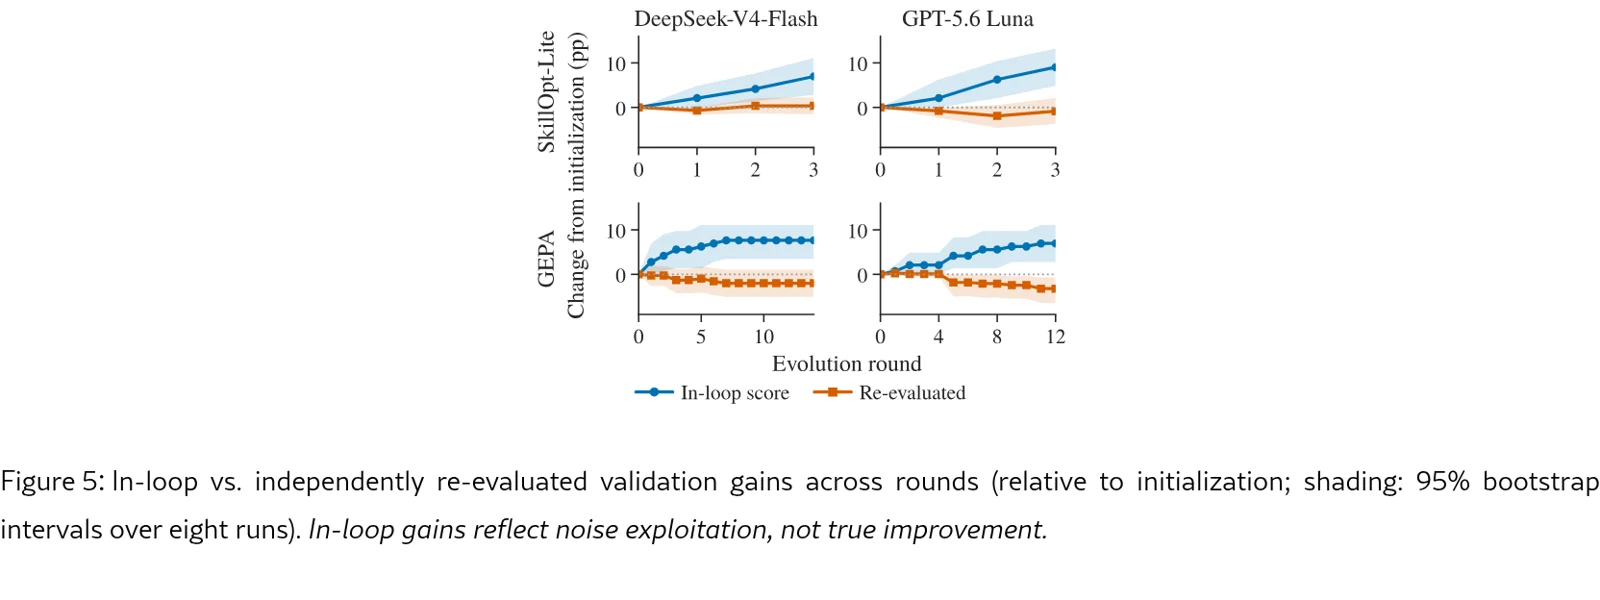 DeepSeek-V4-Flash
GPT-5.6 Luna
SkillOpt-Lite
GEPA
Change from initialization (pp)
10
0
0 1 2 3
10
0
0 1 2 3
10
0
0 5 10
10
0
0 4 8 12
Evolution round
In-loop score
Re-evaluated
Figure 5: In-loop vs. independently re-evaluated validation gains across rounds (relative to initialization; shading: 95% bootstrap
intervals over eight runs). In-loop gains reflect noise exploitation, not true improvement.